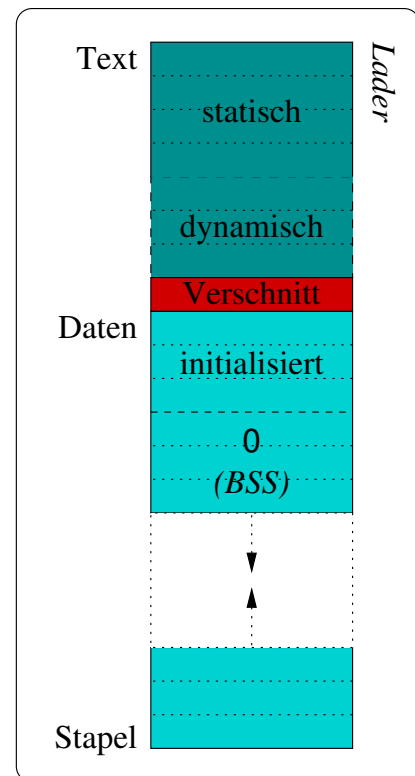 Text
Lader
statisch
dynamisch
Verschnitt
Daten
initialisiert
0
(BSS)
Stapel